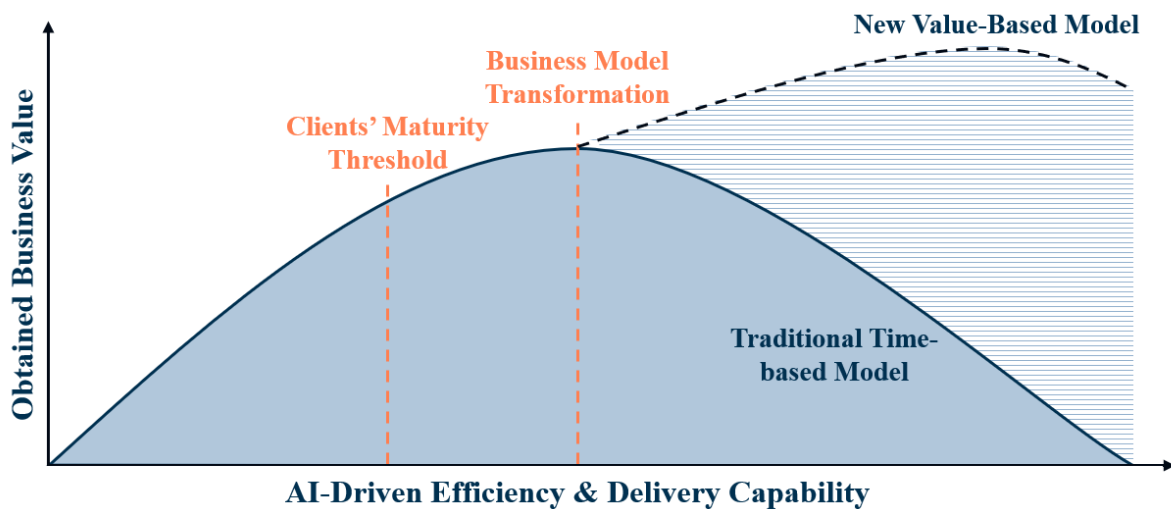 New Value-Based Model
Business Model
Transformation
Clients’ Maturity
Threshold
Obtained Business Value
Traditional Time-
based Model
AI-Driven Efficiency & Delivery Capability